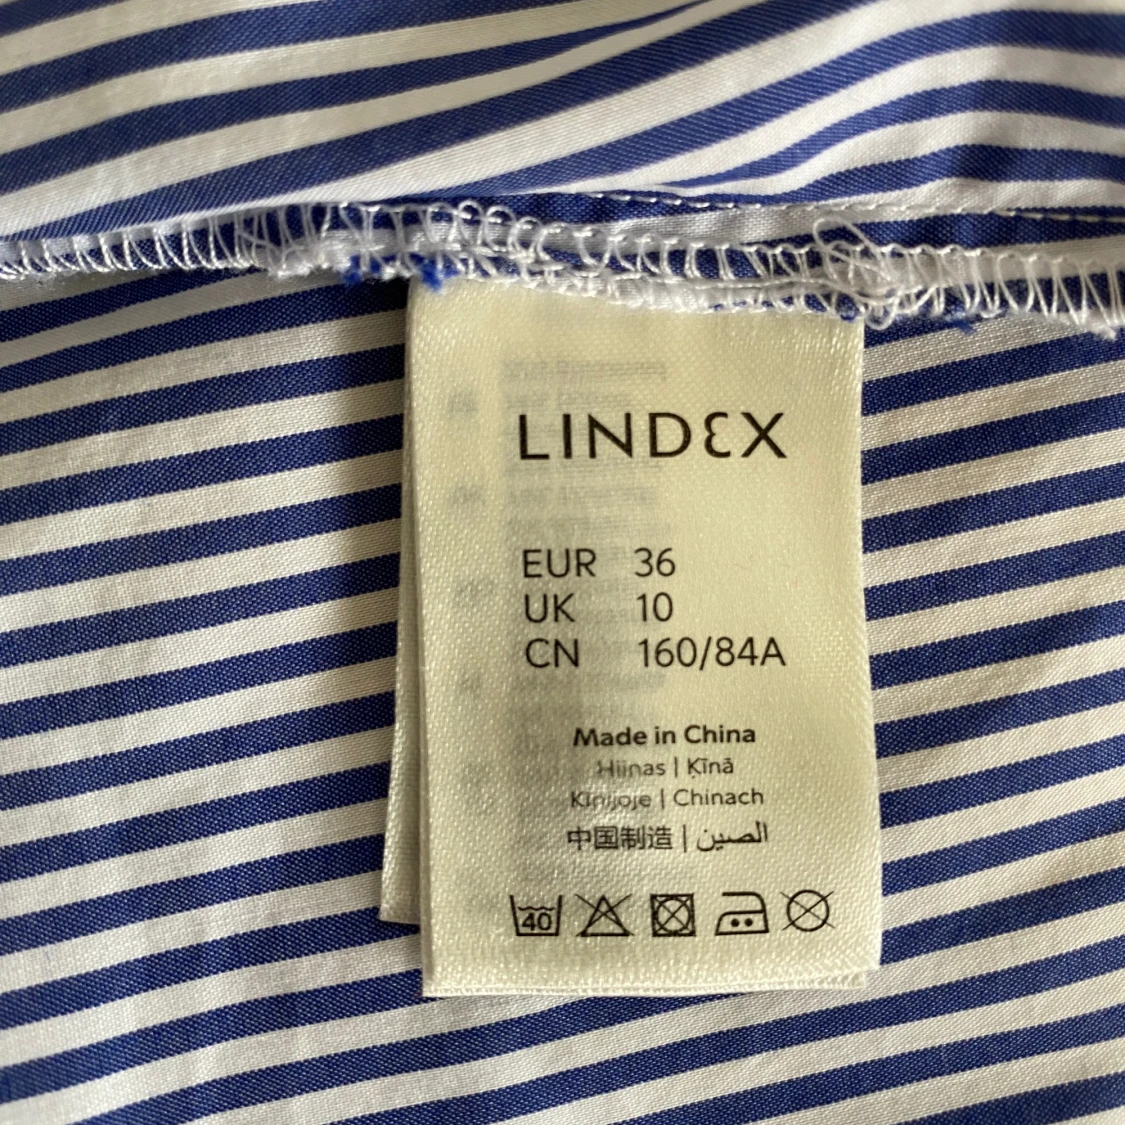 LINDEX
EUR 36
UK 10
CN 160/84A
Made in China
Hiinas | Ķīnā
Kinijoje | Chinach
中国制造 | الصين
40